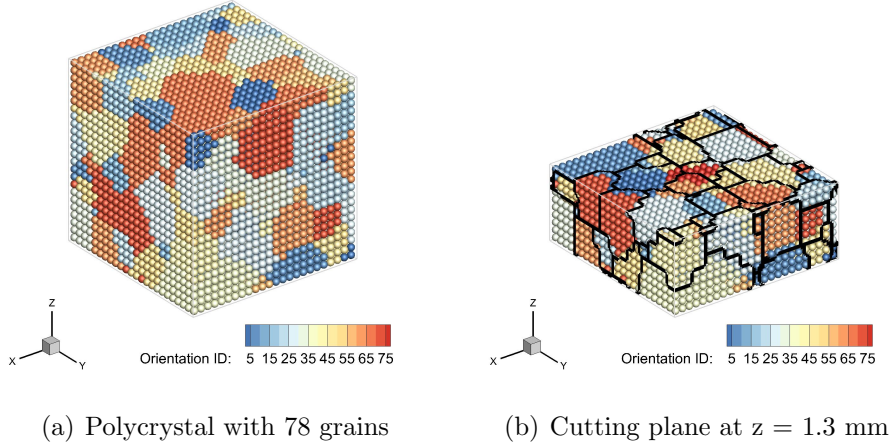 Z
X
Y
Orientation ID: 5 15 25 35 45 55 65 75
(a) Polycrystal with 78 grains
Z
X
Y
Orientation ID: 5 15 25 35 45 55 65 75
(b) Cutting plane at z = 1.3 mm